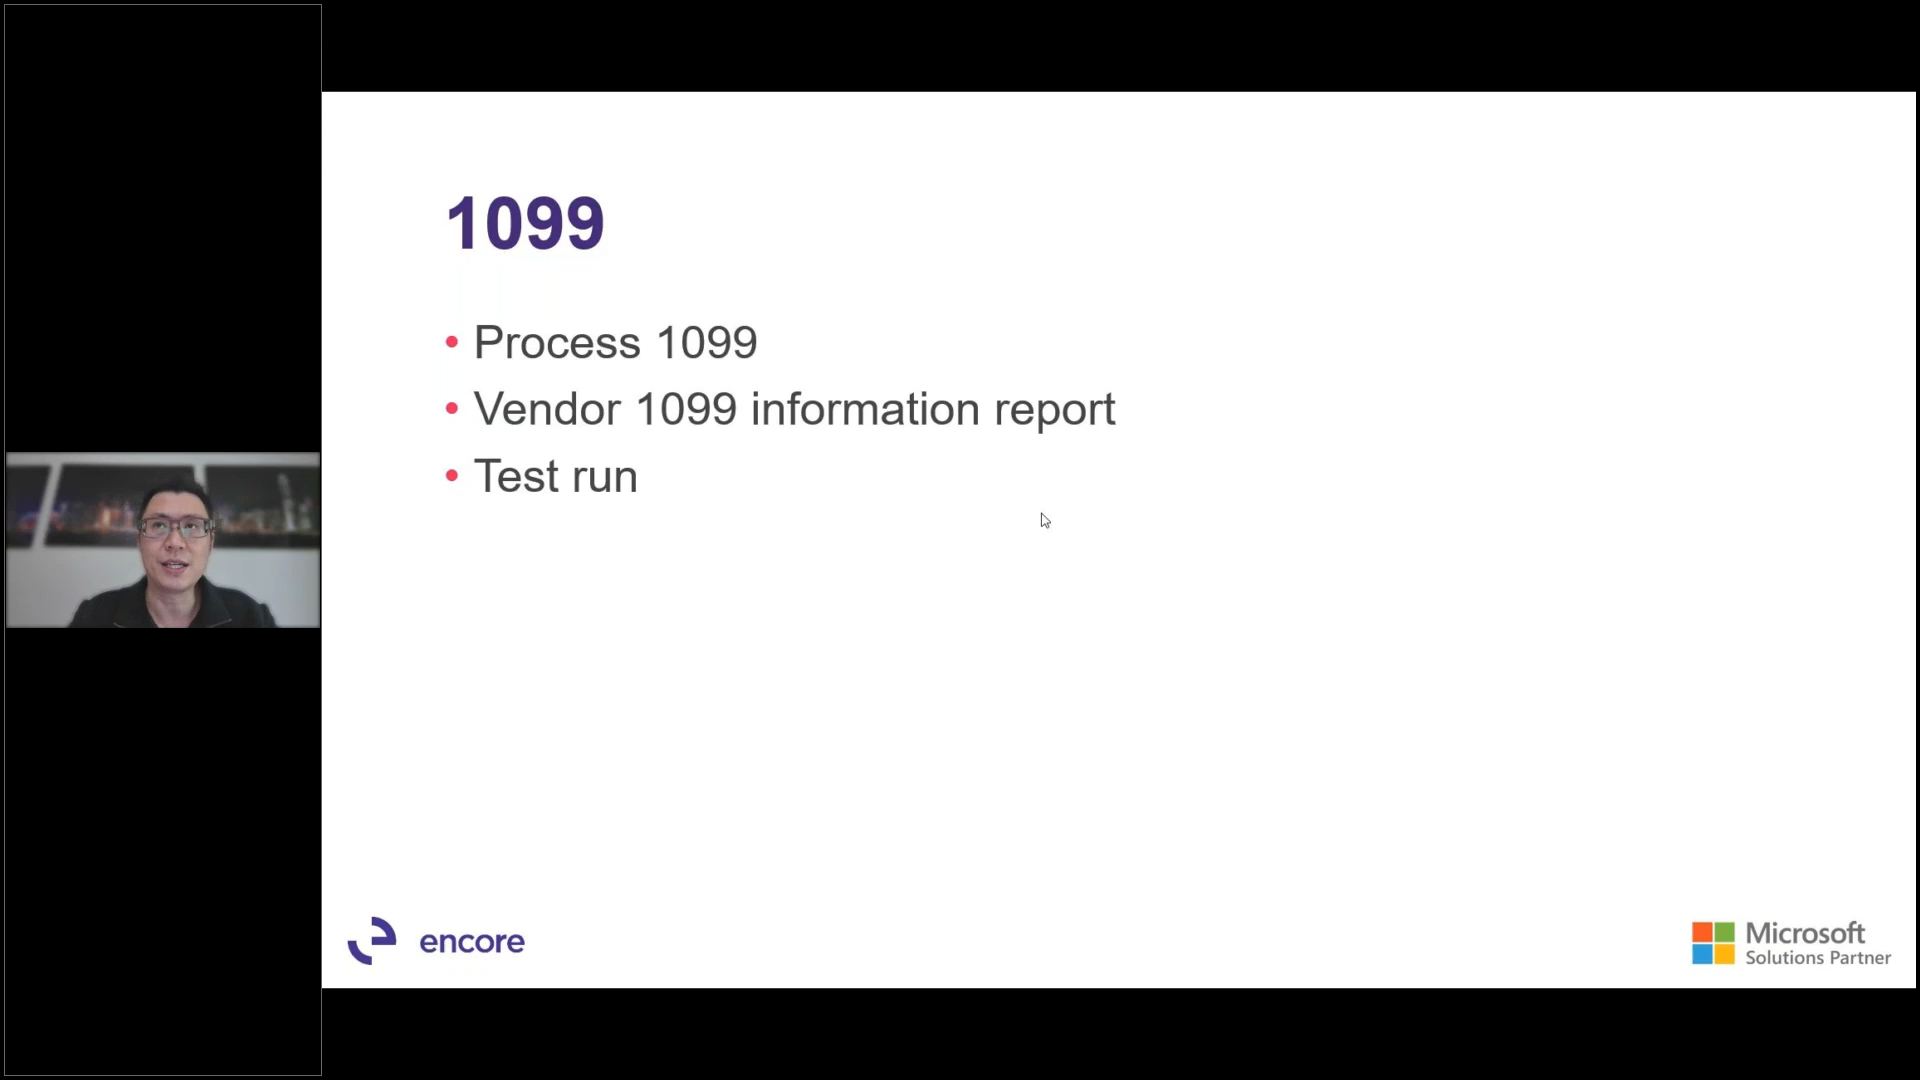 1099
• Process 1099
• Vendor 1099 information report
• Test run
encore
Microsoft
Solutions Partner